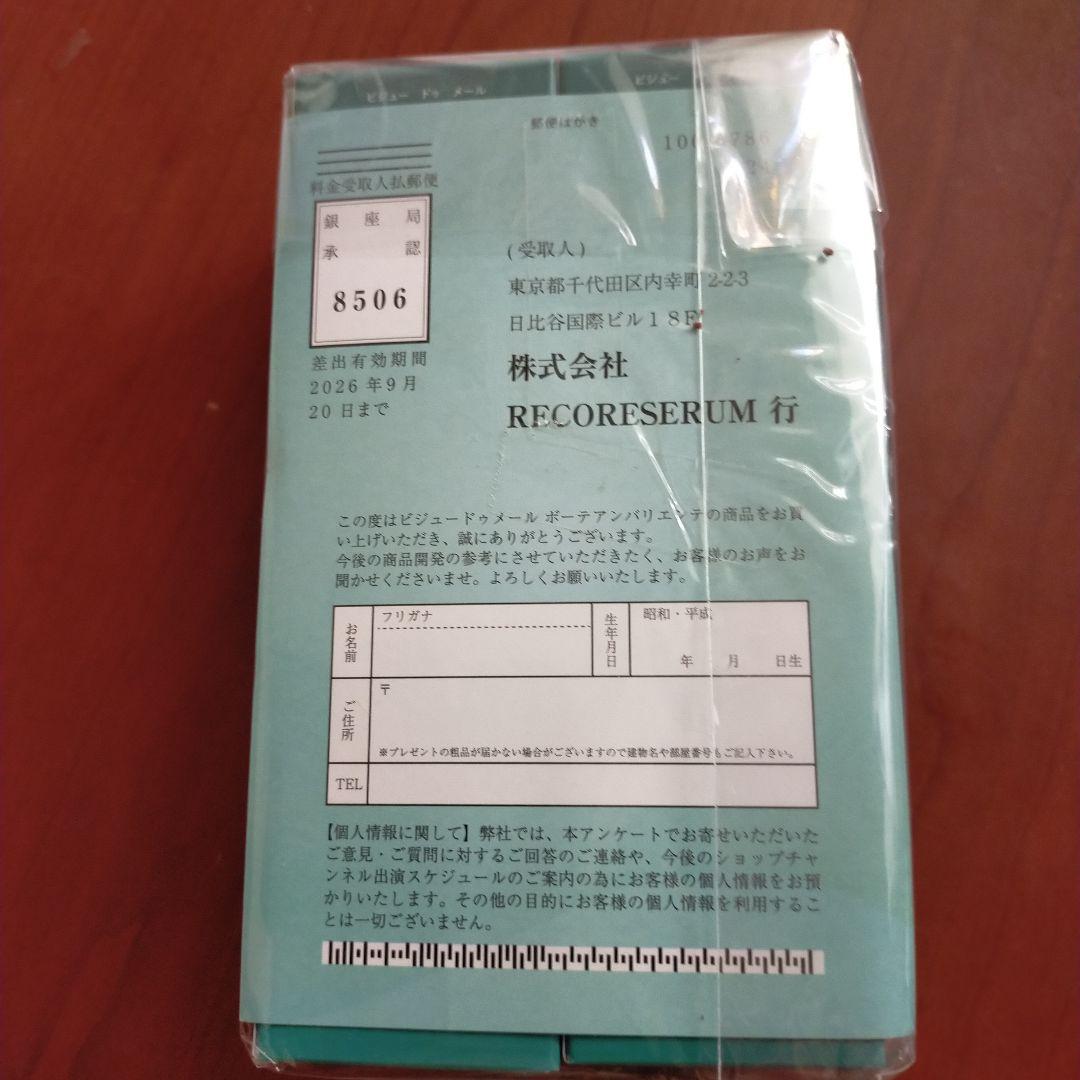 ビジュー ドゥ メール
ビジュー
郵便はがき
料金受取人払郵便
銀座局
承認
8506
差出有効期間
2026年9月
20日まで
(受取人)
東京都千代田区内幸町2-2-3
日比谷国際ビル18F
株式会社
RECORESERUM 行
この度はビジュードゥメール ボーテアンバリエンテの商品をお買
い上げいただき、誠にありがとうございます。
今後の商品開発の参考にさせていただきたく、お客様のお声をお
聞かせくださいませ。よろしくお願いいたします。
お名前
フリガナ
生年月日
昭和・平成
年 月 日生
ご住所
〒
※プレゼントの粗品が届かない場合がございますので建物名や部屋番号もご記入下さい。
TEL
【個人情報に関して】弊社では、本アンケートでお寄せいただいた
ご意見・ご質問に対するご回答のご連絡や、今後のショップチャ
ンネル出演スケジュールのご案内の為にお客様の個人情報をお預
かりいたします。その他の目的にお客様の個人情報を利用するこ
とは一切ございません。